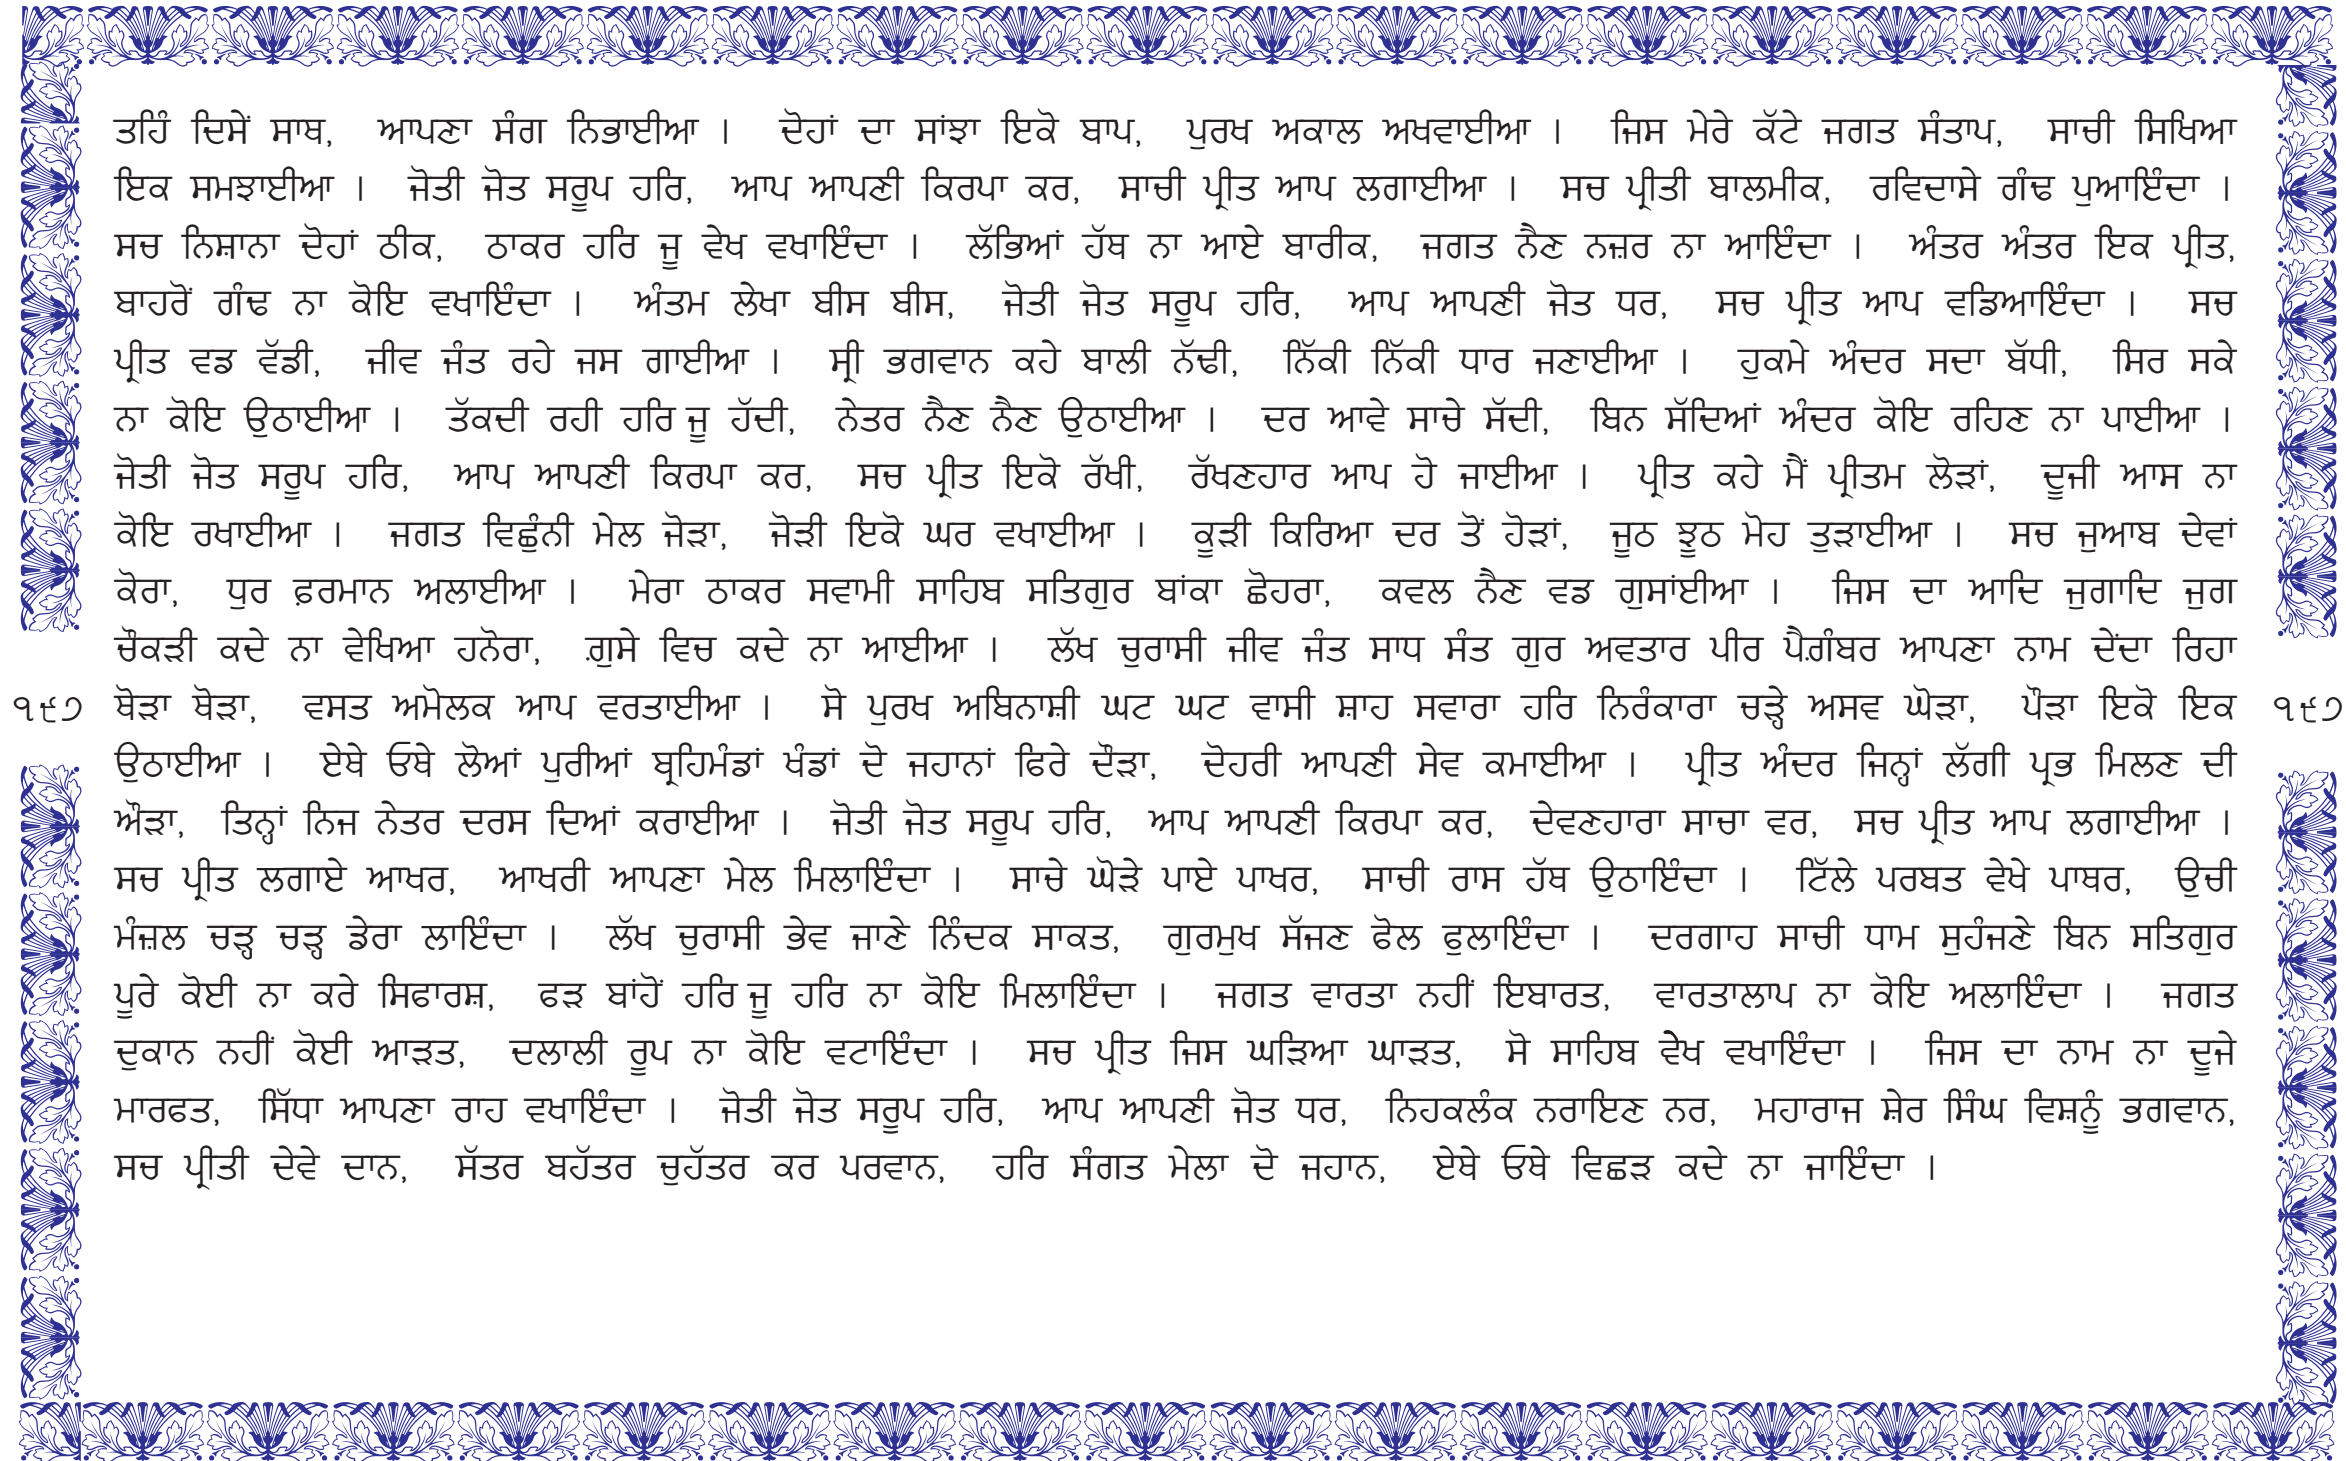 ਤਹਿੰ ਦਿਸੇਂ ਸਾਬ, ਆਪਣਾ ਸੰਗ ਨਿਭਾਈਆ । ਦੋਹਾਂ ਦਾ ਸਾਂਝਾ ਇਕੋ ਬਾਪ, ਪੁਰਖ ਅਕਾਲ ਅਖਵਾਈਆ । ਜਿਸ ਮੇਰੇ ਕੱਟੇ ਜਗਤ ਸੰਤਾਪ, ਸਾਚੀ ਸਿਖਿਆ
ਇਕ ਸਮਝਾਈਆ । ਜੋਤੀ ਜੋਤ ਸਰੂਪ ਹਰਿ, ਆਪ ਆਪਣੀ ਕਿਰਪਾ ਕਰ, ਸਾਚੀ ਪ੍ਰੀਤ ਆਪ ਲਗਾਈਆ । ਸਚ ਪ੍ਰੀਤੀ ਬਾਲਮੀਕ, ਰਵਿਦਾਸੇ ਗੰਢ ਪੁਆਇੰਦਾ ।
ਸਚ ਨਿਸ਼ਾਨਾ ਦੋਹਾਂ ਠੀਕ, ਠਾਕਰ ਹਰਿ ਜੂ ਵੇਖ ਵਖਾਇੰਦਾ । ਲੱਭਿਆਂ ਹੱਥ ਨਾ ਆਏ ਬਾਰੀਕ, ਜਗਤ ਨੈਣ ਨਜ਼ਰ ਨਾ ਆਇੰਦਾ । ਅੰਤਰ ਅੰਤਰ ਇਕ ਪ੍ਰੀਤ,
ਬਾਹਰੋਂ ਗੰਢ ਨਾ ਕੋਇ ਵਖਾਇੰਦਾ । ਅੰਤਮ ਲੇਖਾ ਬੀਸ ਬੀਸ, ਜੋਤੀ ਜੋਤ ਸਰੂਪ ਹਰਿ, ਆਪ ਆਪਣੀ ਜੋਤ ਧਰ, ਸਚ ਪ੍ਰੀਤ ਆਪ ਵਡਿਆਇੰਦਾ । ਸਚ
ਪ੍ਰੀਤ ਵਡ ਵੱਡੀ, ਜੀਵ ਜੰਤ ਰਹੇ ਜਸ ਗਾਈਆ । ਸ੍ਰੀ ਭਗਵਾਨ ਕਹੇ ਬਾਲੀ ਨੱਢੀ, ਨਿੱਕੀ ਨਿੱਕੀ ਧਾਰ ਜਣਾਈਆ । ਹੁਕਮੇ ਅੰਦਰ ਸਦਾ ਬੱਧੀ, ਸਿਰ ਸਕੇ
ਨਾ ਕੋਇ ਉਠਾਈਆ । ਤੱਕਦੀ ਰਹੀ ਹਰਿ ਜੂ ਹੱਦੀ, ਨੇਤਰ ਨੈਣ ਨੈਣ ਉਠਾਈਆ । ਦਰ ਆਵੇ ਸਾਚੇ ਸੱਦੀ, ਬਿਨ ਸੱਦਿਆਂ ਅੰਦਰ ਕੋਇ ਰਹਿਣ ਨਾ ਪਾਈਆ ।
ਜੋਤੀ ਜੋਤ ਸਰੂਪ ਹਰਿ, ਆਪ ਆਪਣੀ ਕਿਰਪਾ ਕਰ, ਸਚ ਪ੍ਰੀਤ ਇਕੋ ਰੱਖੀ, ਰੱਖਣਹਾਰ ਆਪ ਹੋ ਜਾਈਆ । ਪ੍ਰੀਤ ਕਹੇ ਮੈਂ ਪ੍ਰੀਤਮ ਲੋੜਾਂ, ਦੂਜੀ ਆਸ ਨਾ
ਕੋਇ ਰਖਾਈਆ । ਜਗਤ ਵਿਛੁੰਨੀ ਮੇਲ ਜੋੜਾ, ਜੋੜੀ ਇਕੋ ਘਰ ਵਖਾਈਆ । ਕੂੜੀ ਕਿਰਿਆ ਦਰ ਤੋਂ ਹੋੜਾਂ, ਜੂਠ ਝੂਠ ਮੋਹ ਤੁੜਾਈਆ । ਸਚ ਜੁਆਬ ਦੇਵਾਂ
ਕੋਰਾ, ਧੁਰ ਫ਼ਰਮਾਨ ਅਲਾਈਆ । ਮੇਰਾ ਠਾਕਰ ਸਵਾਮੀ ਸਾਹਿਬ ਸਤਿਗੁਰ ਬਾਂਕਾ ਛੋਹਰਾ, ਕਵਲ ਨੈਣ ਵਡ ਗੁਸਾਂਈਆ । ਜਿਸ ਦਾ ਆਦਿ ਜੁਗਾਦਿ ਜੁਗ
ਚੌਕੜੀ ਕਦੇ ਨਾ ਵੇਖਿਆ ਹਨੋਰਾ, ਗ਼ੁਸੇ ਵਿਚ ਕਦੇ ਨਾ ਆਈਆ । ਲੱਖ ਚੁਰਾਸੀ ਜੀਵ ਜੰਤ ਸਾਧ ਸੰਤ ਗੁਰ ਅਵਤਾਰ ਪੀਰ ਪੈਗ਼ੰਬਰ ਆਪਣਾ ਨਾਮ ਦੇਂਦਾ ਰਿਹਾ
ਥੋੜਾ ਥੋੜਾ, ਵਸਤ ਅਮੋਲਕ ਆਪ ਵਰਤਾਈਆ । ਸੋ ਪੁਰਖ ਅਬਿਨਾਸ਼ੀ ਘਟ ਘਟ ਵਾਸੀ ਸ਼ਾਹ ਸਵਾਰਾ ਹਰਿ ਨਿਰੰਕਾਰਾ ਚੜ੍ਹੇ ਅਸਵ ਘੋੜਾ, ਪੌੜਾ ਇਕੋ ਇਕ
ਉਠਾਈਆ । ਏਥੇ ਓਥੇ ਲੋਆਂ ਪੁਰੀਆਂ ਬ੍ਰਹਿਮੰਡਾਂ ਖੰਡਾਂ ਦੋ ਜਹਾਨਾਂ ਫਿਰੇ ਦੌੜਾ, ਦੋਹਰੀ ਆਪਣੀ ਸੇਵ ਕਮਾਈਆ । ਪ੍ਰੀਤ ਅੰਦਰ ਜਿਨ੍ਹਾਂ ਲੱਗੀ ਪ੍ਰਭ ਮਿਲਣ ਦੀ
ਔੜਾ, ਤਿਨ੍ਹਾਂ ਨਿਜ ਨੇਤਰ ਦਰਸ ਦਿਆਂ ਕਰਾਈਆ । ਜੋਤੀ ਜੋਤ ਸਰੂਪ ਹਰਿ, ਆਪ ਆਪਣੀ ਕਿਰਪਾ ਕਰ, ਦੇਵਣਹਾਰਾ ਸਾਚਾ ਵਰ, ਸਚ ਪ੍ਰੀਤ ਆਪ ਲਗਾਈਆ ।
ਸਚ ਪ੍ਰੀਤ ਲਗਾਏ ਆਖਰ, ਆਖਰੀ ਆਪਣਾ ਮੇਲ ਮਿਲਾਇੰਦਾ । ਸਾਚੇ ਘੋੜੇ ਪਾਏ ਪਾਖਰ, ਸਾਚੀ ਰਾਸ ਹੱਥ ਉਠਾਇੰਦਾ । ਟਿੱਲੇ ਪਰਬਤ ਵੇਖੇ ਪਾਥਰ, ਉਚੀ
ਮੰਜ਼ਲ ਚੜ੍ਹ ਚੜ੍ਹ ਡੇਰਾ ਲਾਇੰਦਾ । ਲੱਖ ਚੁਰਾਸੀ ਭੇਵ ਜਾਣੇ ਨਿੰਦਕ ਸਾਕਤ, ਗੁਰਮੁਖ ਸੱਜਣ ਫੋਲ ਫੁਲਾਇੰਦਾ । ਦਰਗਾਹ ਸਾਚੀ ਧਾਮ ਸੁਹੰਜਣੇ ਬਿਨ ਸਤਿਗੁਰ
ਪੂਰੇ ਕੋਈ ਨਾ ਕਰੇ ਸਿਫਾਰਸ਼, ਫੜ ਬਾਂਹੋਂ ਹਰਿ ਜੂ ਹਰਿ ਨਾ ਕੋਇ ਮਿਲਾਇੰਦਾ । ਜਗਤ ਵਾਰਤਾ ਨਹੀਂ ਇਬਾਰਤ, ਵਾਰਤਾਲਾਪ ਨਾ ਕੋਇ ਅਲਾਇੰਦਾ । ਜਗਤ
ਦੁਕਾਨ ਨਹੀਂ ਕੋਈ ਆੜਤ, ਦਲਾਲੀ ਰੂਪ ਨਾ ਕੋਇ ਵਟਾਇੰਦਾ । ਸਚ ਪ੍ਰੀਤ ਜਿਸ ਘੜਿਆ ਘਾੜਤ, ਸੋ ਸਾਹਿਬ ਵੇਖ ਵਖਾਇੰਦਾ । ਜਿਸ ਦਾ ਨਾਮ ਨਾ ਦੂਜੇ
ਮਾਰਫਤ, ਸਿੱਧਾ ਆਪਣਾ ਰਾਹ ਵਖਾਇੰਦਾ । ਜੋਤੀ ਜੋਤ ਸਰੂਪ ਹਰਿ, ਆਪ ਆਪਣੀ ਜੋਤ ਧਰ, ਨਿਹਕਲੰਕ ਨਰਾਇਣ ਨਰ, ਮਹਾਰਾਜ ਸ਼ੇਰ ਸਿੰਘ ਵਿਸ਼ਨੂੰ ਭਗਵਾਨ,
ਸਚ ਪ੍ਰੀਤੀ ਦੇਵੇ ਦਾਨ, ਸੱਤਰ ਬਹੱਤਰ ਚੁਹੱਤਰ ਕਰ ਪਰਵਾਨ, ਹਰਿ ਸੰਗਤ ਮੇਲਾ ਦੋ ਜਹਾਨ, ਏਥੇ ਓਥੇ ਵਿਛੜ ਕਦੇ ਨਾ ਜਾਇੰਦਾ ।
੧੯੭
੧੯੭